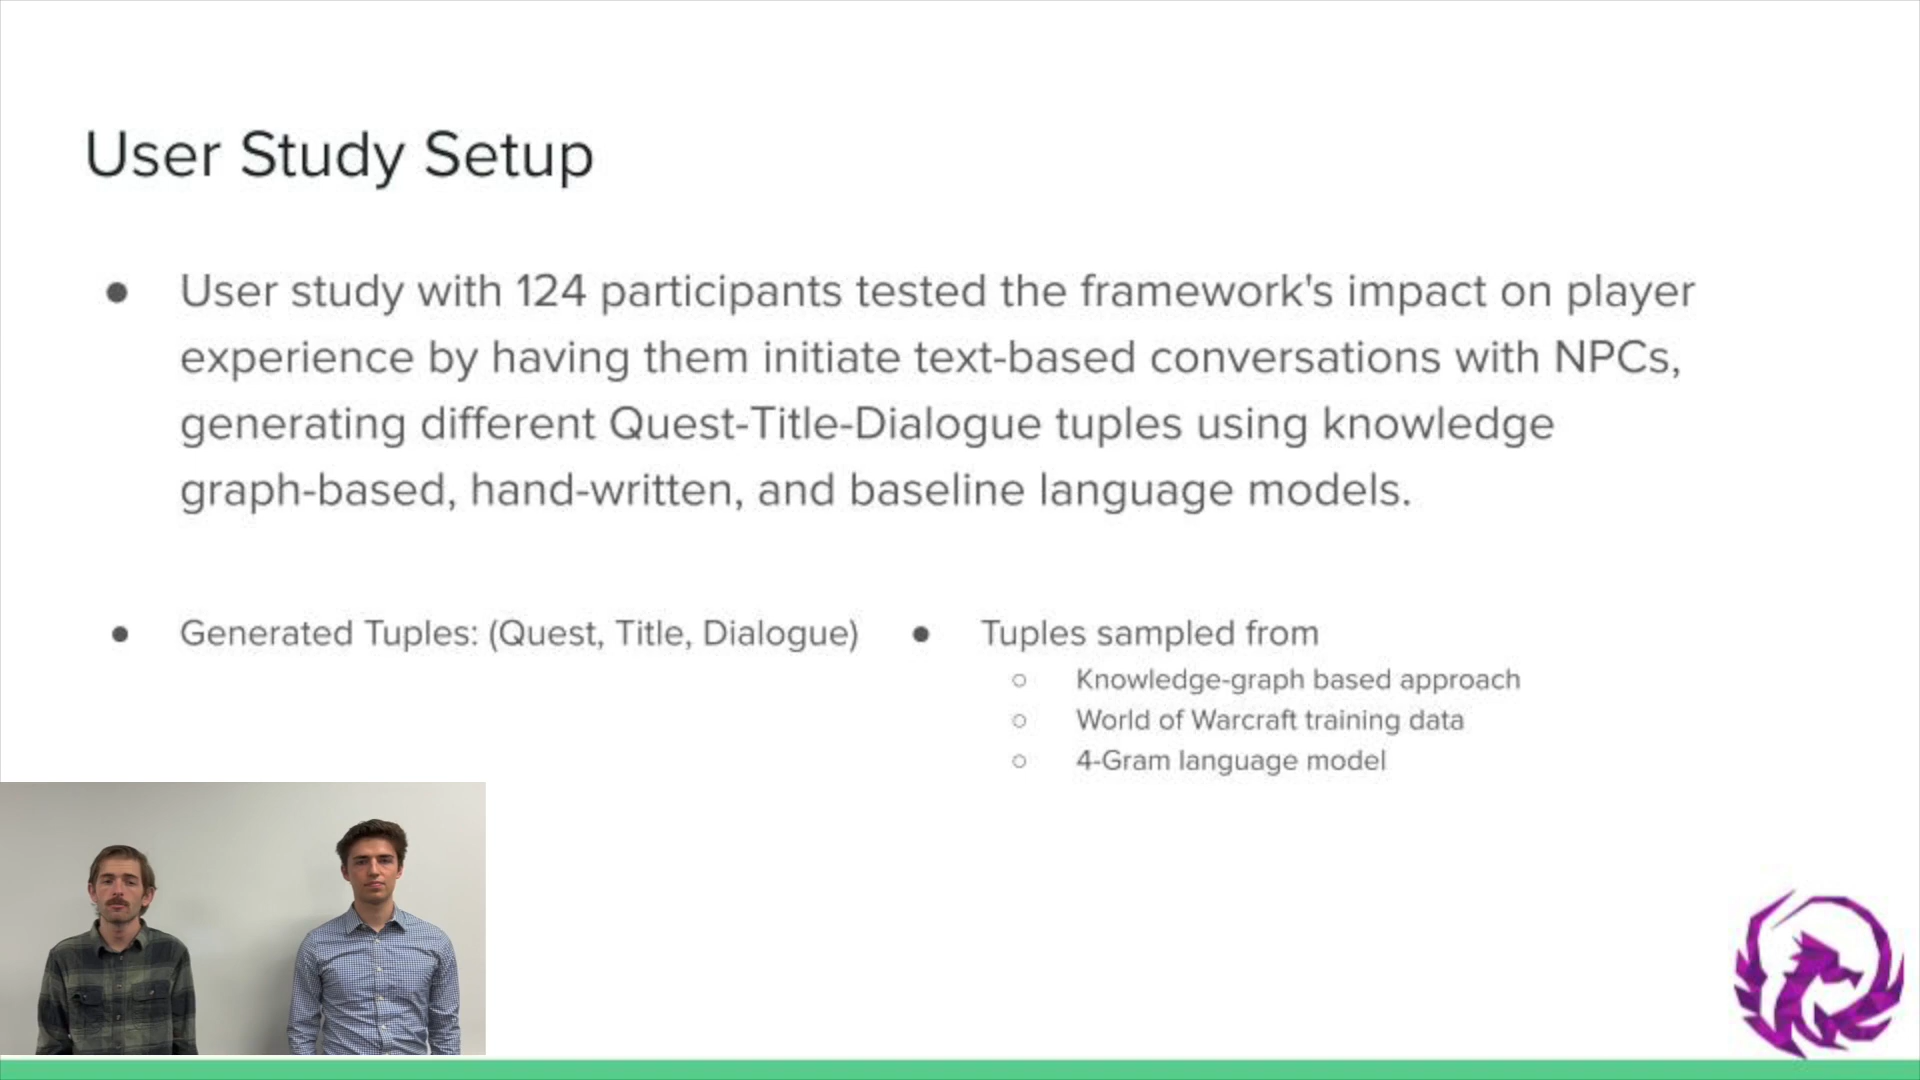 User Study Setup
● User study with 124 participants tested the framework's impact on player
experience by having them initiate text-based conversations with NPCs,
generating different Quest-Title-Dialogue tuples using knowledge
graph-based, hand-written, and baseline language models.
● Generated Tuples: (Quest, Title, Dialogue)
● Tuples sampled from
○ Knowledge-graph based approach
○ World of Warcraft training data
○ 4-Gram language model